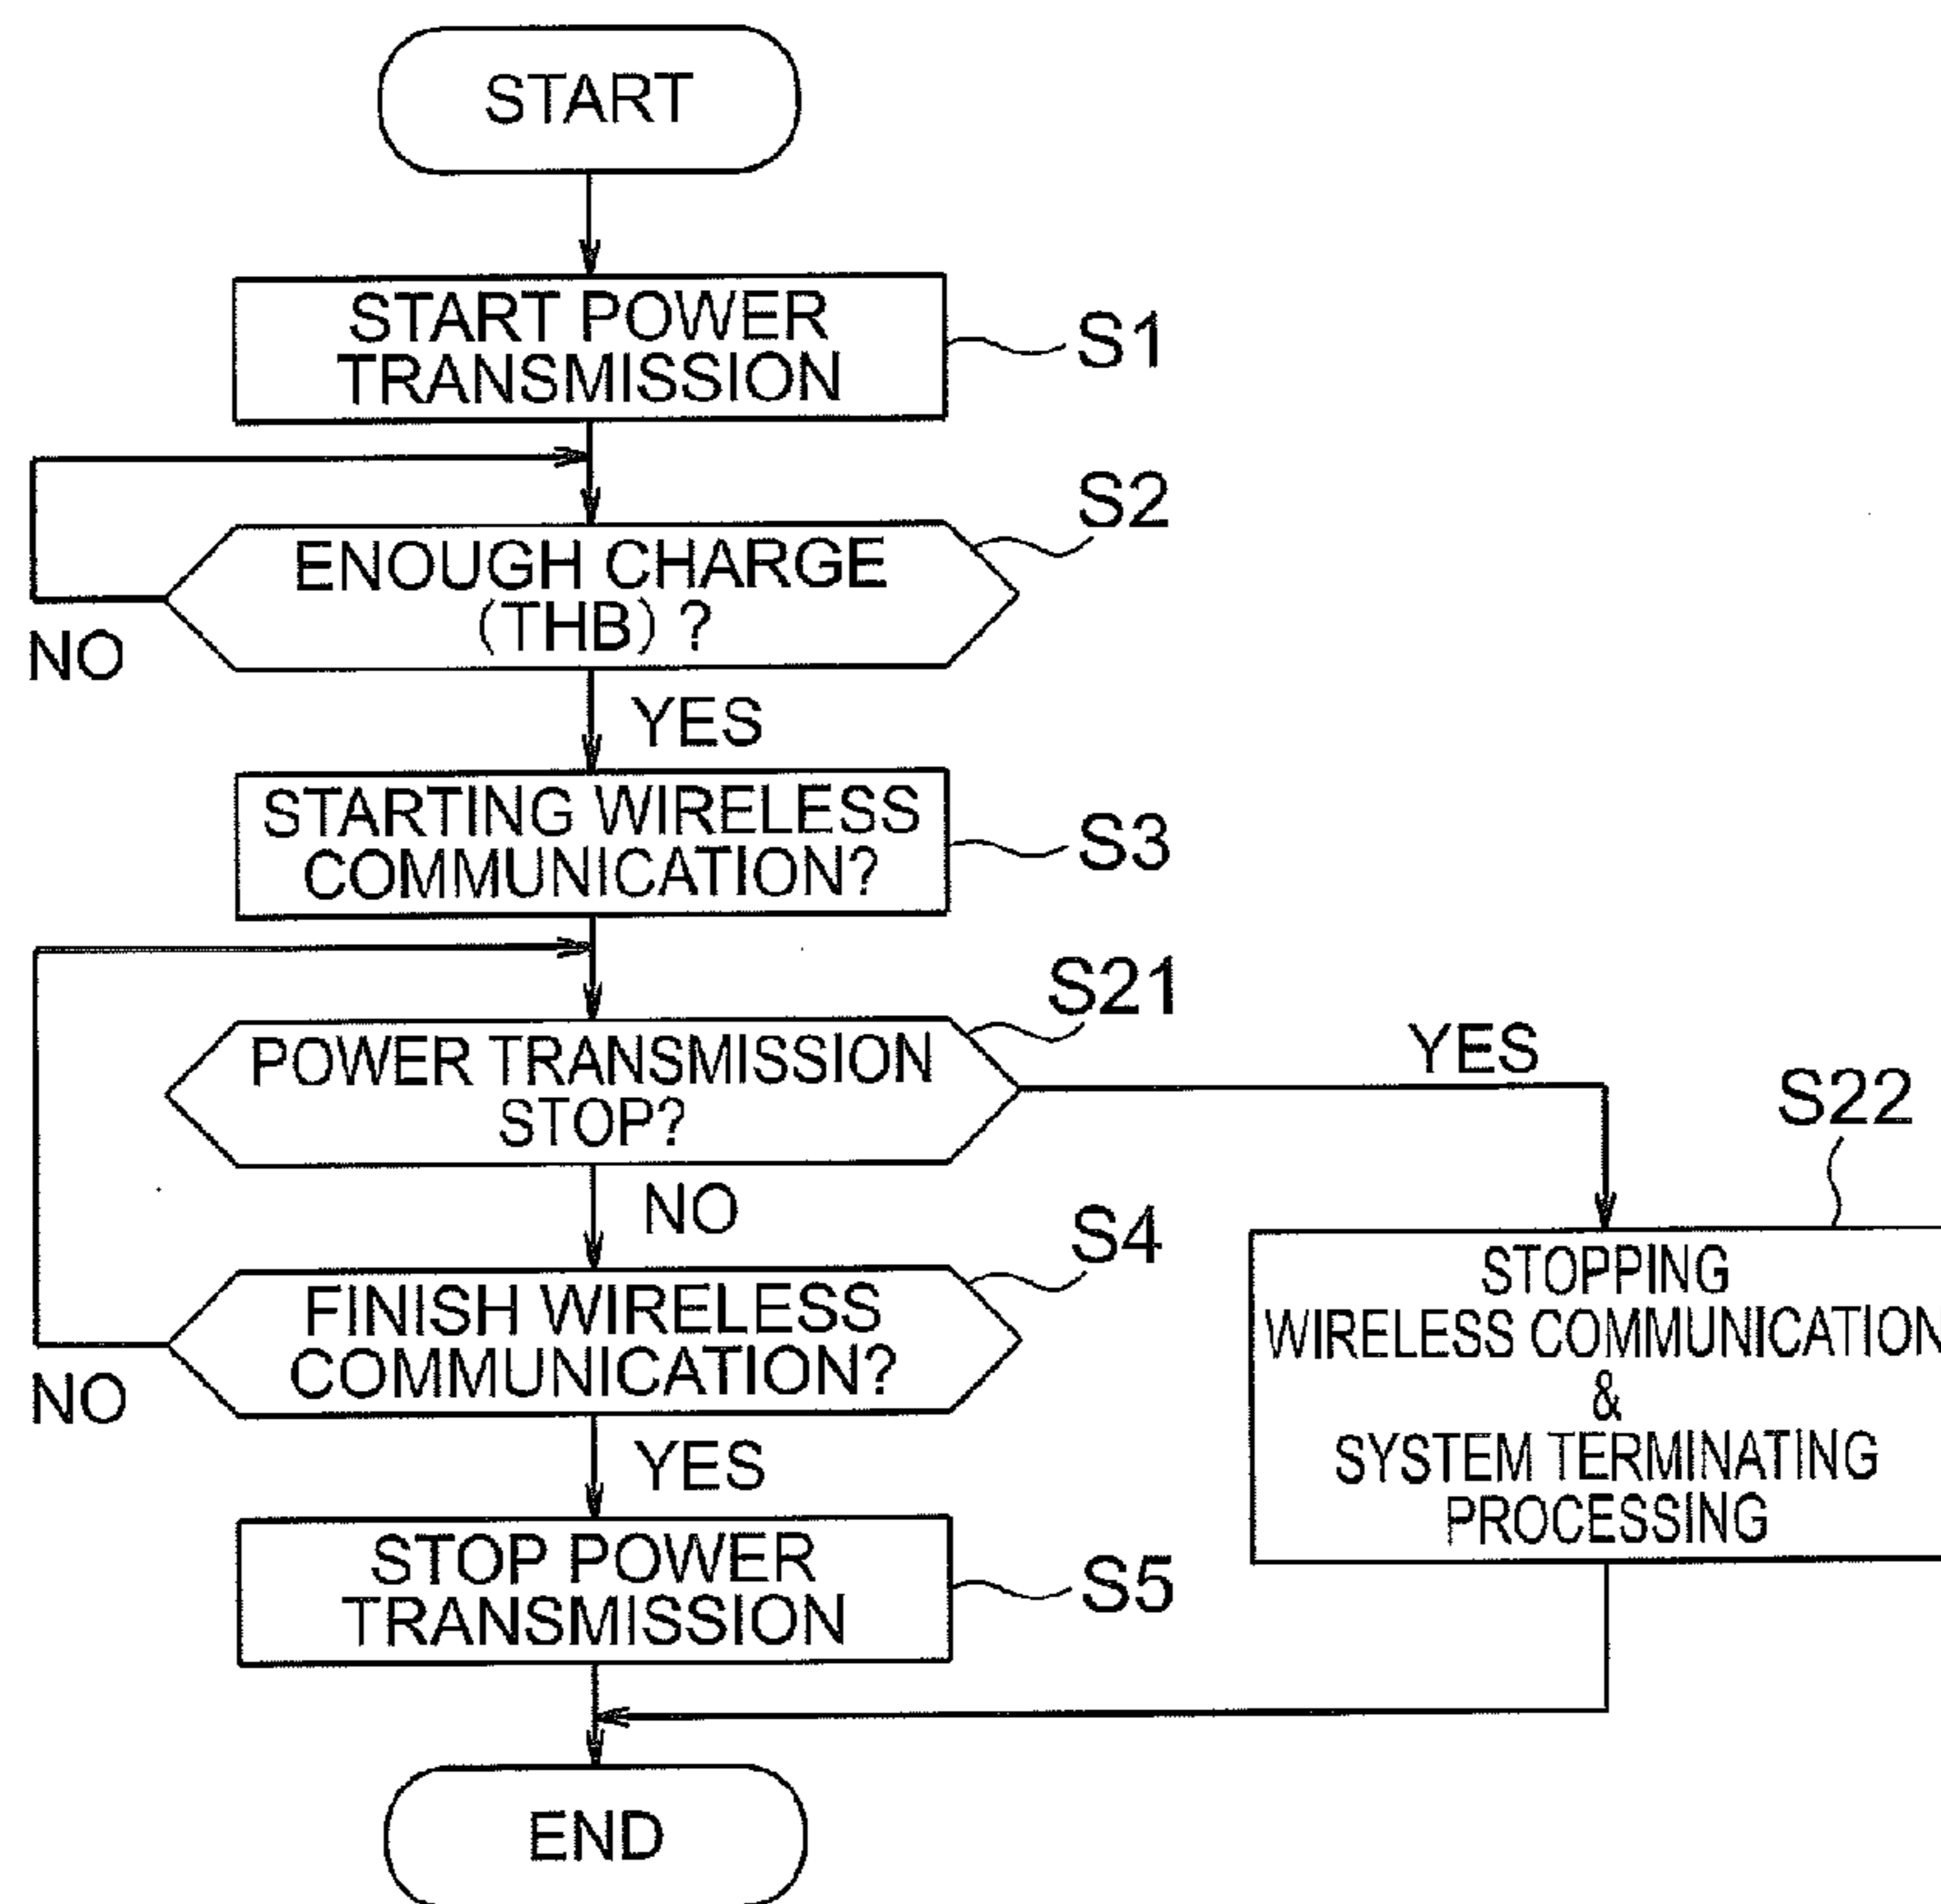 START
START POWER
TRANSMISSION
S1
S2
ENOUGH CHARGE
(THB) ?
NO
YES
STARTING WIRELESS
COMMUNICATION?
S3
S21
POWER TRANSMISSION
STOP?
YES
S22
NO
S4
FINISH WIRELESS
COMMUNICATION?
NO
STOPPING
WIRELESS COMMUNICATION
&
SYSTEM TERMINATING
PROCESSING
YES
STOP POWER
TRANSMISSION
S5
END